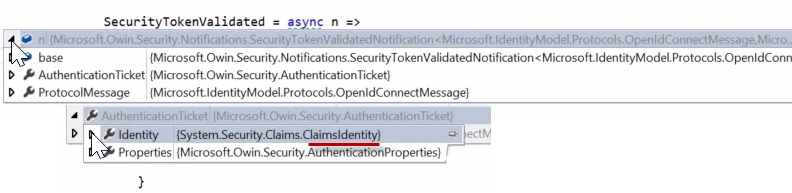 SecurityTokenValidated = async n =>
n {Microsoft.Owin.Security.Notifications.SecurityTokenValidatedNotification<Microsoft.IdentityModel.Protocols.OpenIdConnectMessage,Micro...
base {Microsoft.Owin.Security.Notifications.SecurityTokenValidatedNotification<Microsoft.IdentityModel.Protocols.OpenIdConn
AuthenticationTicket {Microsoft.Owin.Security.AuthenticationTicket}
ProtocolMessage {Microsoft.IdentityModel.Protocols.OpenIdConnectMessage}
AuthenticationTicket {Microsoft.Owin.Security.AuthenticationTicket}
Identity {System.Security.Claims.ClaimsIdentity} ectM
Properties {Microsoft.Owin.Security.AuthenticationProperties}
}